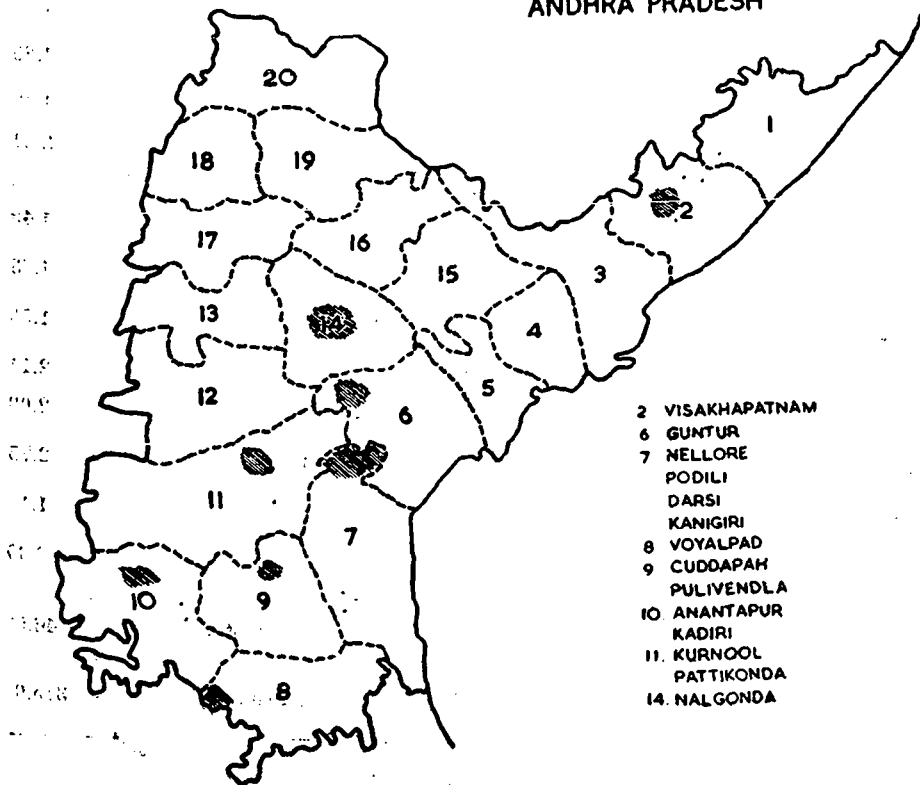 ANDHRA PRADESH
20
1
18
19
2
17
16
15
3
13
14
4
12
5
6
11
7
10
9
8
2 VISAKHAPATNAM
6 GUNTUR
7 NELLORE
PODILI
DARSI
KANIGIRI
8 VOYALPAD
9 CUDDAPAH
PULIVENDLA
10. ANANTAPUR
KADIRI
11. KURNOOL
PATTIKONDA
14. NALGONDA